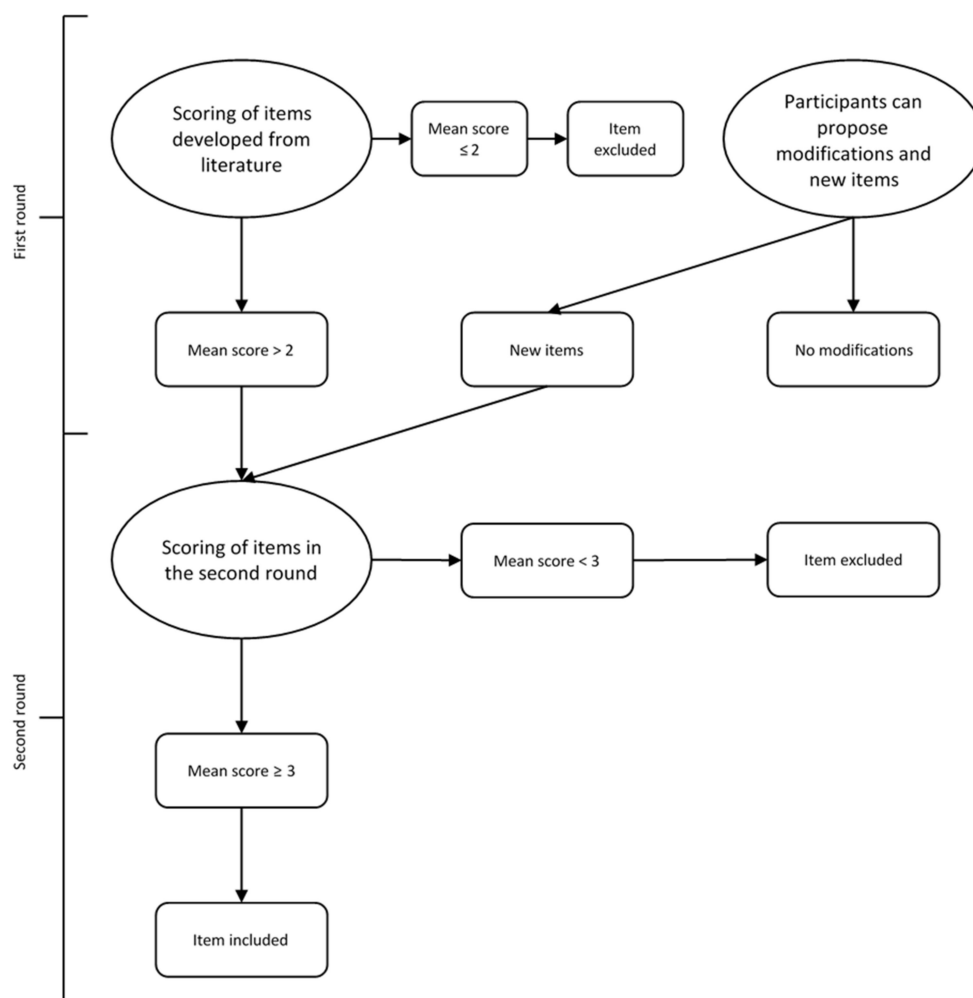 Scoring of items
developed from
literature
Mean score
≤ 2
Item
excluded
Participants can
propose
modifications and
new items
First round
Mean score > 2
New items
No modifications
Scoring of items in
the second round
Mean score < 3
Item excluded
Second round
Mean score ≥ 3
Item included